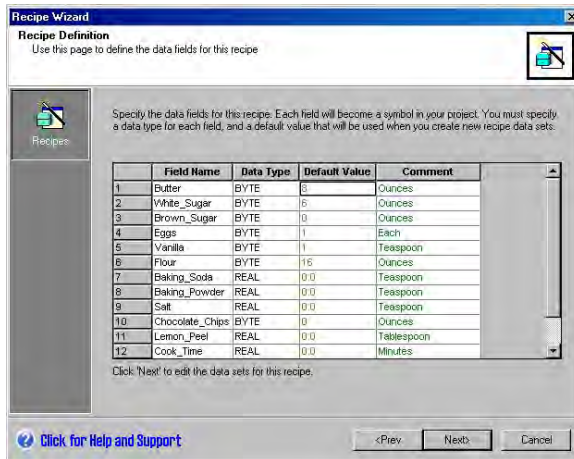 Recipe Wizard
Recipe Definition
Use this page to define the data fields for this recipe
Recipes
Specify the data fields for this recipe. Each field will become a symbol in your project. You must specify
a data type for each field, and a default value that will be used when you create new recipe data sets.
Field Name Data Type Default Value Comment
1 Butter BYTE 8 Ounces
2 White_Sugar BYTE 6 Ounces
3 Brown_Sugar BYTE 0 Ounces
4 Eggs BYTE 1 Each
5 Vanilla BYTE 1 Teaspoon
6 Flour BYTE 16 Ounces
7 Baking_Soda REAL 0.0 Teaspoon
8 Baking_Powder REAL 0.0 Teaspoon
9 Salt REAL 0.0 Teaspoon
10 Chocolate_Chips BYTE 0 Ounces
11 Lemon_Peel REAL 0.0 Tablespoon
12 Cook_Time REAL 0.0 Minutes
Click 'Next' to edit the data sets for this recipe.
Click for Help and Support
<Prev Next> Cancel